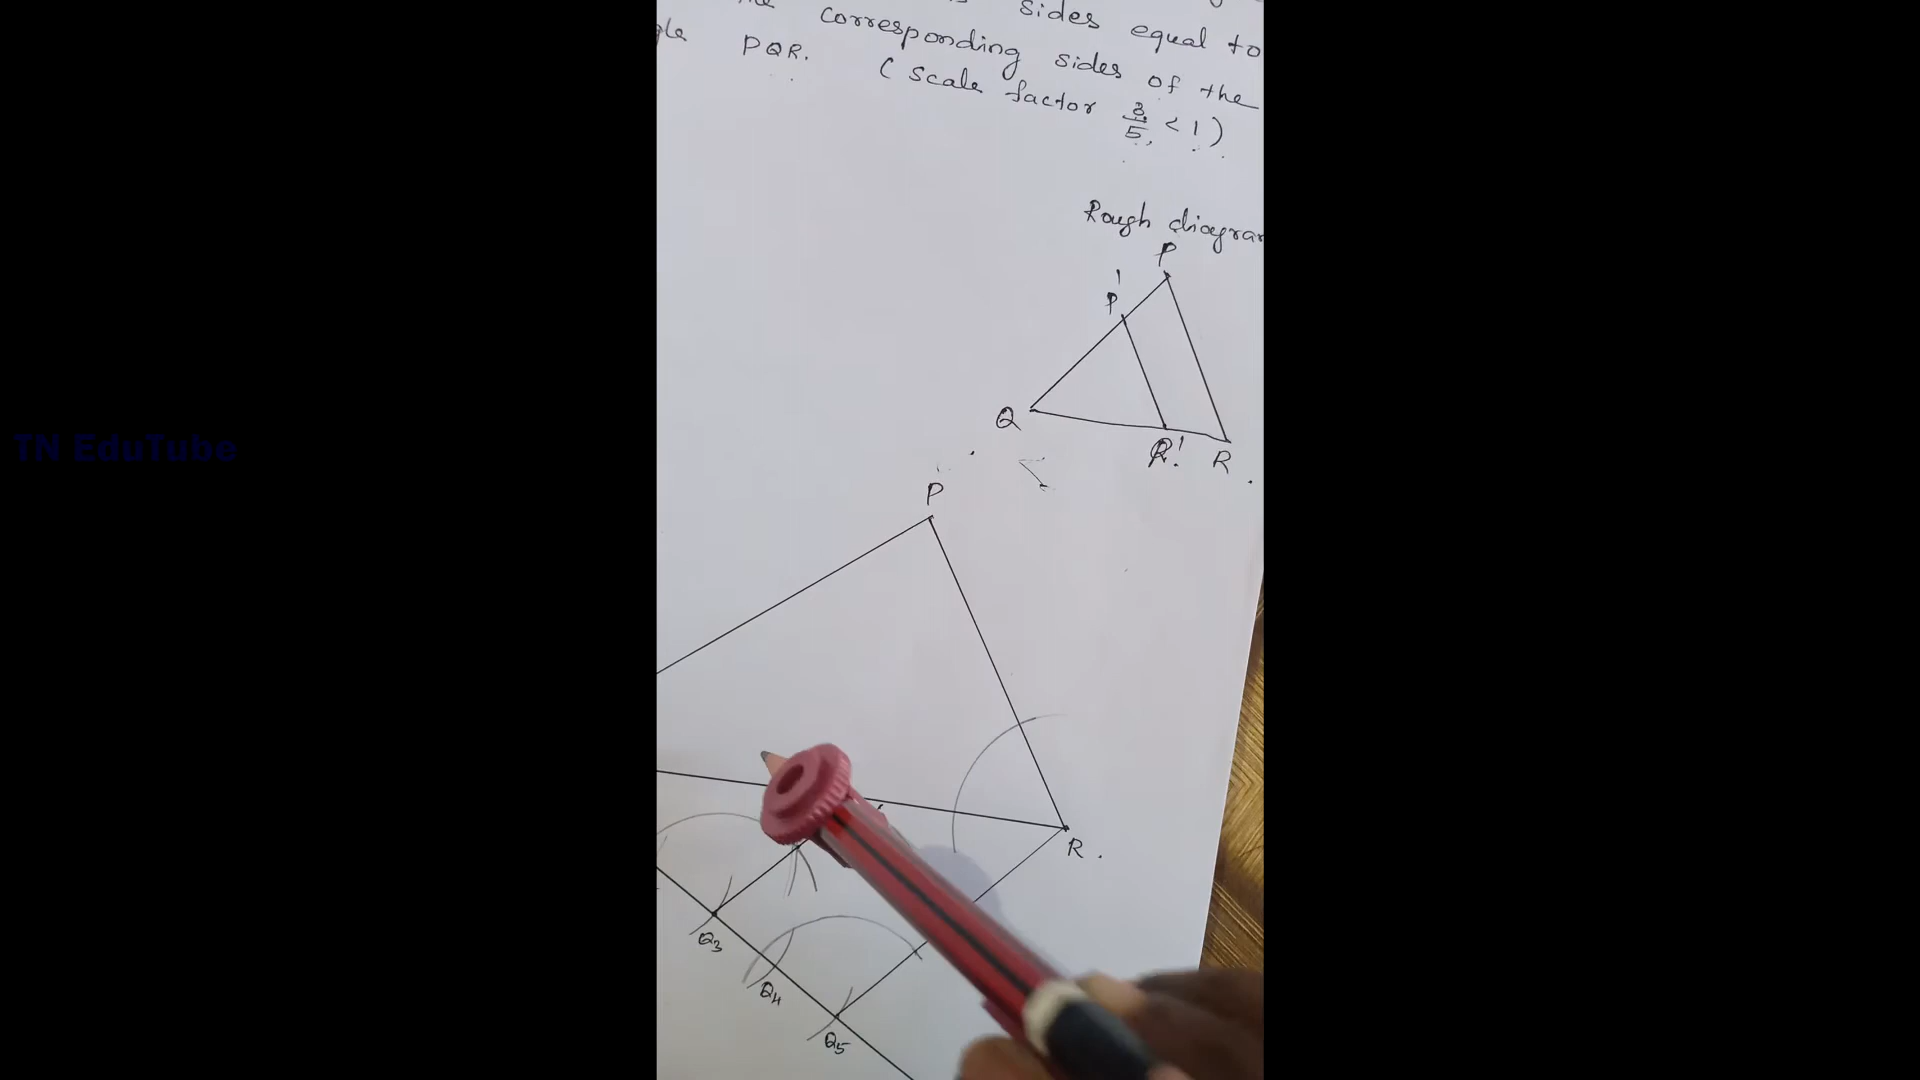 sides equal to
corresponding sides of the
PQR. (Scale factor 3/5 < 1)
Rough
P
P'
Q
R'.
R
P
TN EduTube
R.
Q3
Q4
Q5